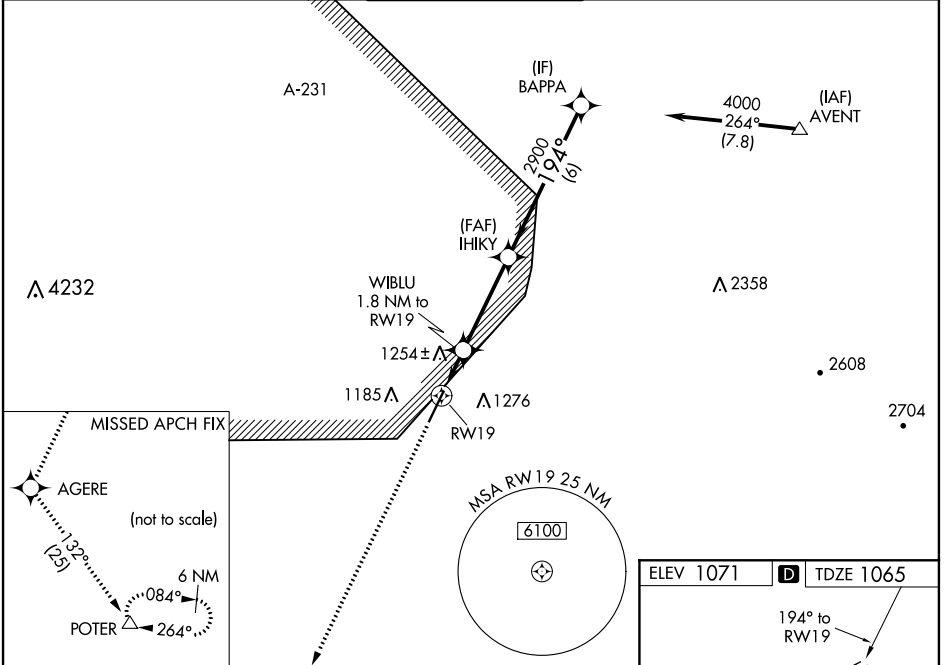 A-231
(IF)
BAPPA
4000
264°
(7.8)
(IAF)
AVENT
2900
194°
(6)
(FAF)
IHIKY
4232
WIBLU
1.8 NM to
RW19
2358
1254±
2608
1185
1276
2704
RW19
MISSED APCH FIX
AGERE
(not to scale)
132°
(25)
6 NM
084°
264°
POTER
MSA RW19 25 NM
6100
ELEV 1071 D TDZE 1065
194° to
RW19